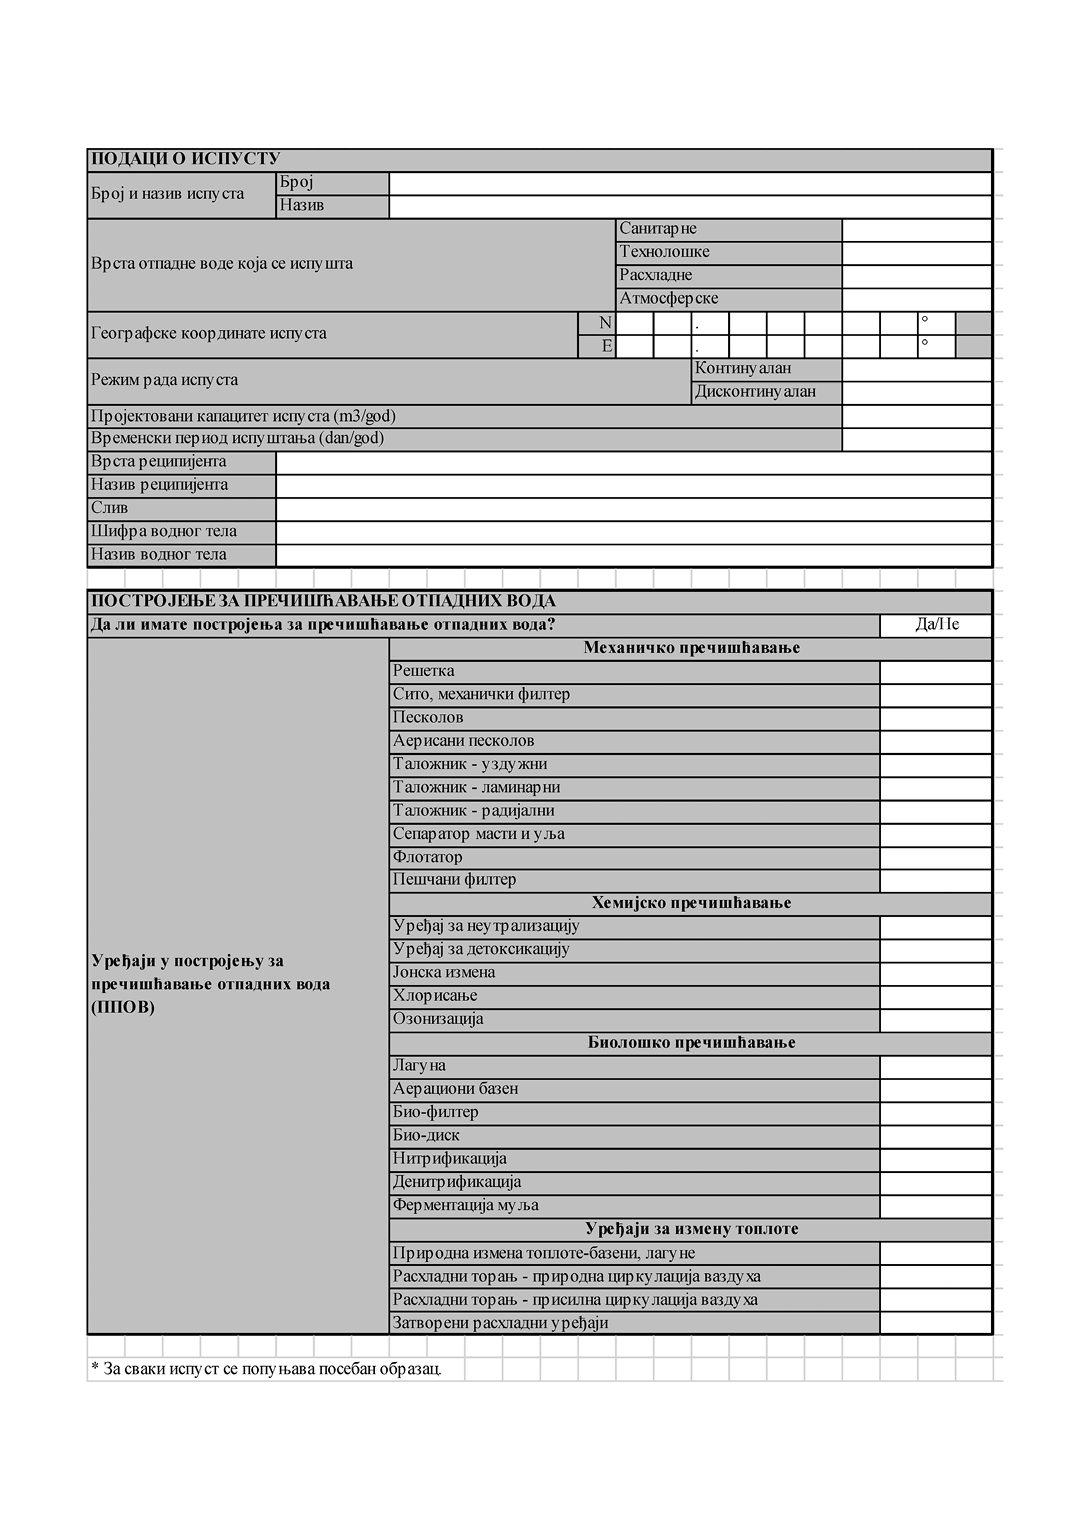 ПОДАЦИ О ИСПУСТУ
Број и назив испуста
Број
Назив
Врста отпадне воде која се испушта
Санитарне
Технолошке
Расхладне
Атмосферске
Географске координате испуста
N . °
E . °
Режим рада испуста
Континуалан
Дисконтинуалан
Пројектовани капацитет испуста (m3/god)
Временски период испуштања (dan/god)
Врста реципијента
Назив реципијента
Слив
Шифра водног тела
Назив водног тела
ПОСТРОЈЕЊЕ ЗА ПРЕЧИШЋАВАЊЕ ОТПАДНИХ ВОДА
Да ли имате постројења за пречишћавање отпадних вода? Да/Не
Уређаји у постројењу за
пречишћавање отпадних вода
(ППОВ)
Механичко пречишћавање
Решетка
Сито, механички филтер
Песколов
Аерисани песколов
Таложник - уздужни
Таложник - ламинарни
Таложник - радијални
Сепаратор масти и уља
Флотатор
Пешчани филтер
Хемијско пречишћавање
Уређај за неутрализацију
Уређај за детоксикацију
Јонска измена
Хлорисање
Озонизација
Биолошко пречишћавање
Лагуна
Аерациони базен
Био-филтер
Био-диск
Нитрификација
Денитрификација
Ферментација муља
Уређаји за измену топлоте
Природна измена топлоте-базени, лагуне
Расхладни торањ - природна циркулација ваздуха
Расхладни торањ - присилна циркулација ваздуха
Затворени расхладни уређаји
* За сваки испуст се попуњава посебан образац.